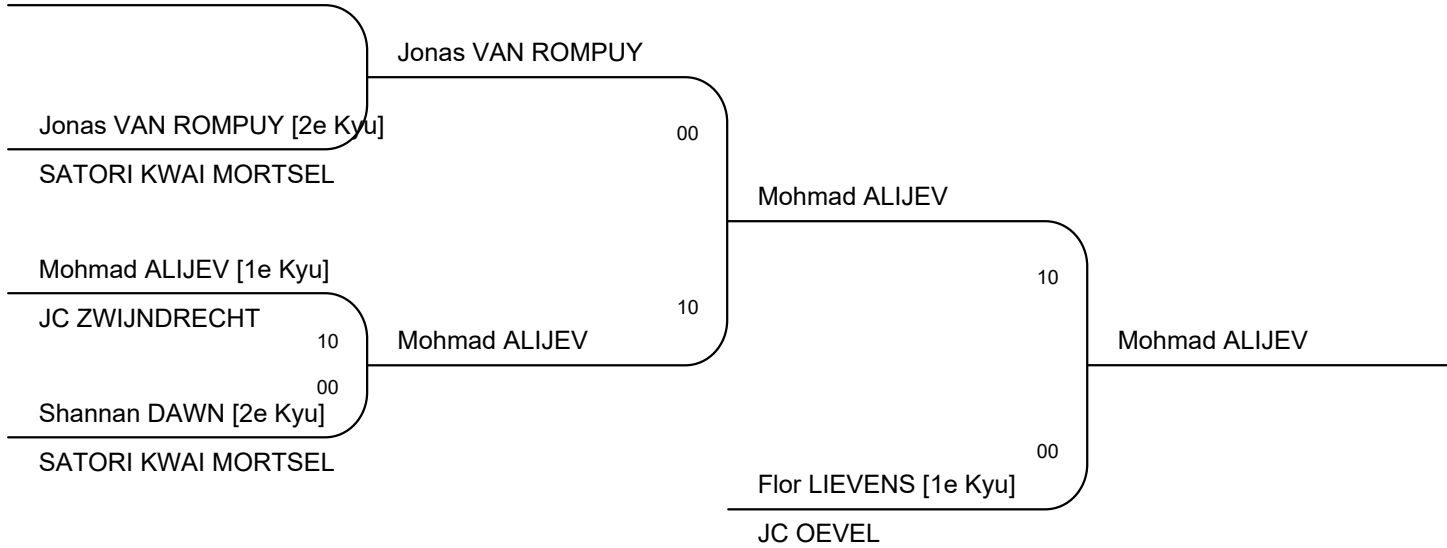 Jonas VAN ROMPUY
Jonas VAN ROMPUY [2e Kyu]
00
SATORI KWAI MORTSEL
Mohmad ALIJEV
Mohmad ALIJEV [1e Kyu]
10
10
JC ZWIJNDRECHT
10
Mohmad ALIJEV
Mohmad ALIJEV
00
Shannan DAWN [2e Kyu]
00
SATORI KWAI MORTSEL
Flor LIEVENS [1e Kyu]
JC OEVEL